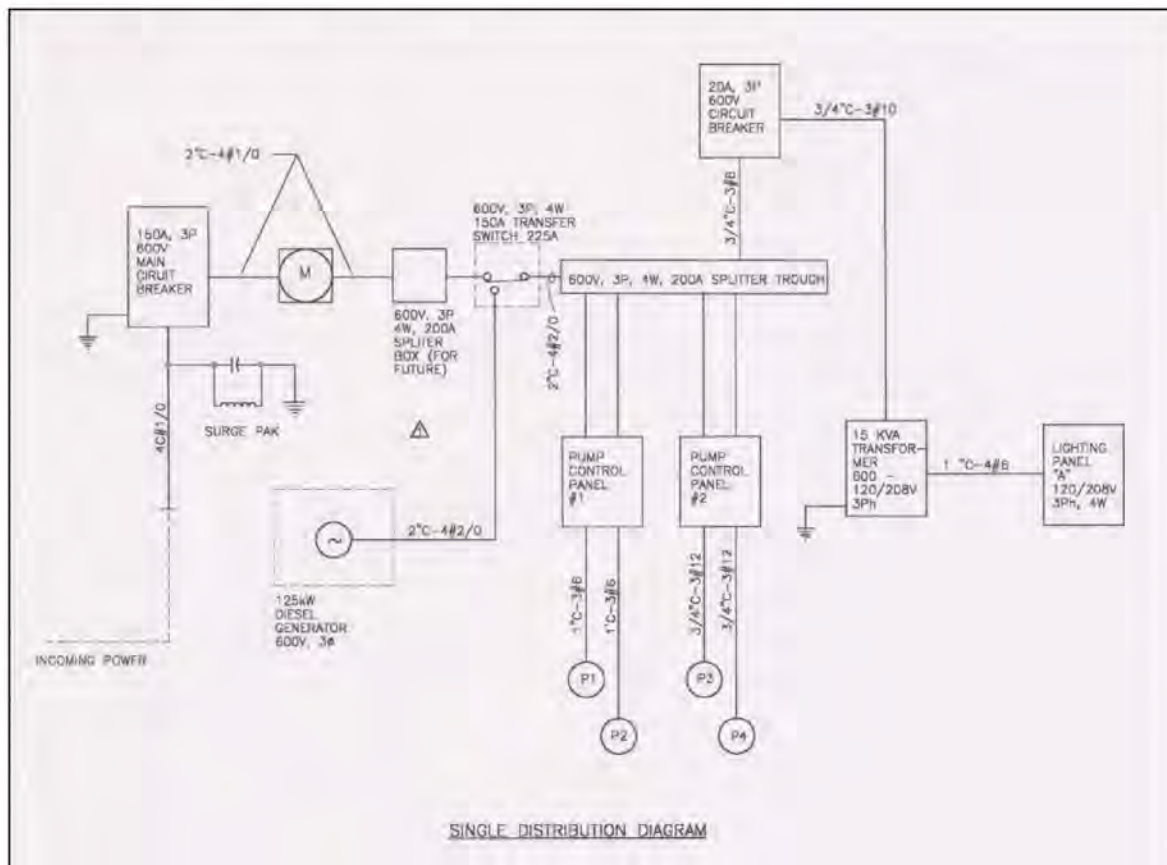 20A, 3P
600V
CIRCUIT
BREAKER
3/4"C-3#10
2"C-4#1/0
3/4"C-3#8
600V, 3P, 4W
150A TRANSFER
SWITCH 225A
150A, 3P
600V
MAIN
CIRUIT
BREAKER
M
600V, 3P, 4W, 200A SPLITTER TROUGH
600V, 3P
4W, 200A
SPLITER
BOX (FOR
FUTURE)
2"C-4#2/0
4C#1/0
SURGE PAK
PUMP
CONTROL
PANEL
#1
PUMP
CONTROL
PANEL
#2
15 KVA
TRANSFOR-
MER
600 -
120/208V
3Ph
1 "C-4#6
LIGHTING
PANEL
"A"
120/208V
3Ph, 4W
2"C-4#2/0
125kW
DIESEL
GENERATOR
600V, 3ø
1"C-3#6
1"C-3#6
3/4"C-3#12
3/4"C-3#12
INCOMING POWER
P1
P3
P2
P4
SINGLE DISTRIBUTION DIAGRAM